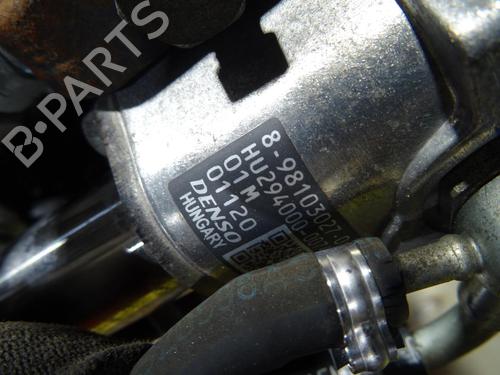 B-PARTS
8-98103027-
HU294000-
01M
01120
DENSO
HUNGARY